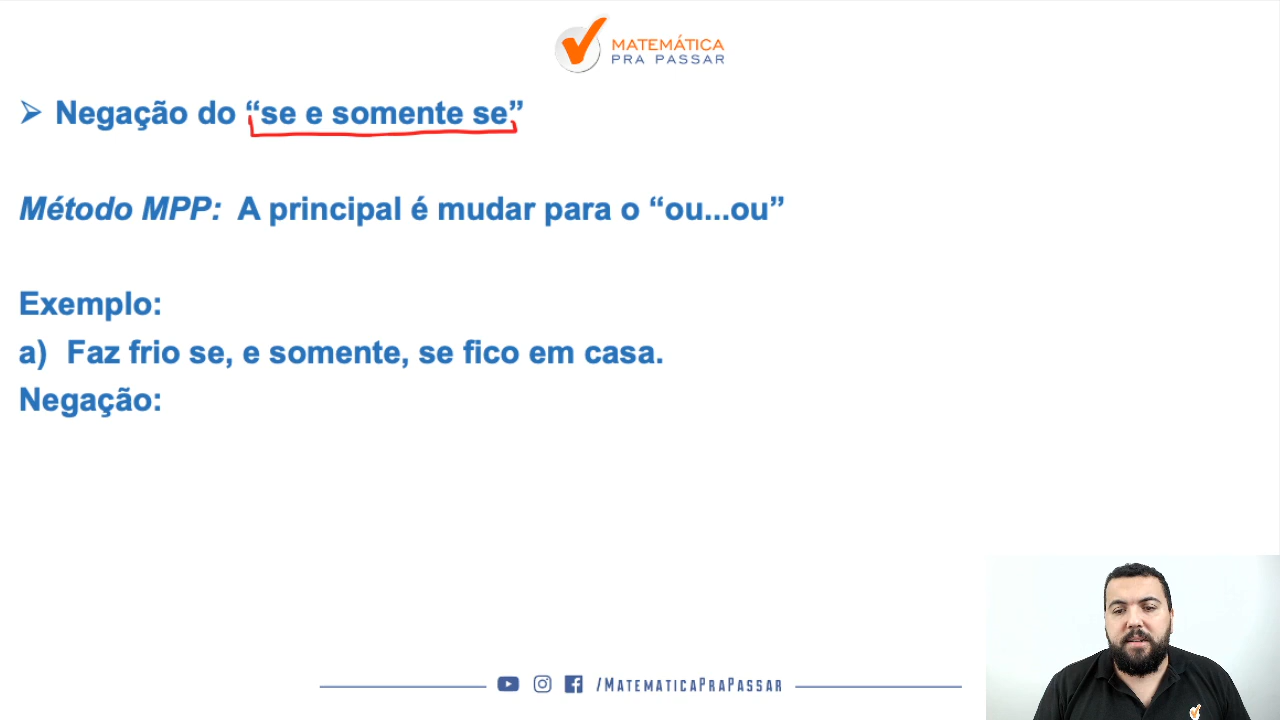 MATEMÁTICA
PRA PASSAR
➢ Negação do “se e somente se”
Método MPP: A principal é mudar para o “ou...ou”
Exemplo:
a) Faz frio se, e somente, se fico em casa.
Negação:
/MATEMATICAPRAPASSAR